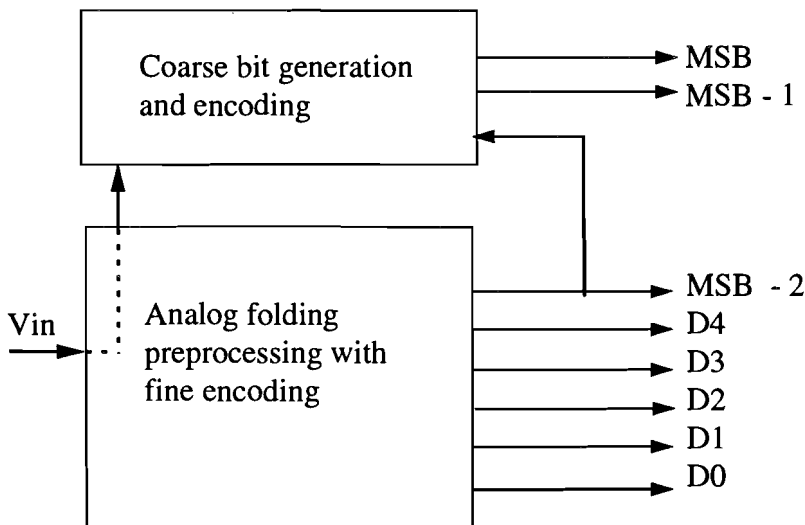 Coarse bit generation
and encoding
MSB
MSB - 1
Vin
Analog folding
preprocessing with
fine encoding
MSB - 2
D4
D3
D2
D1
D0